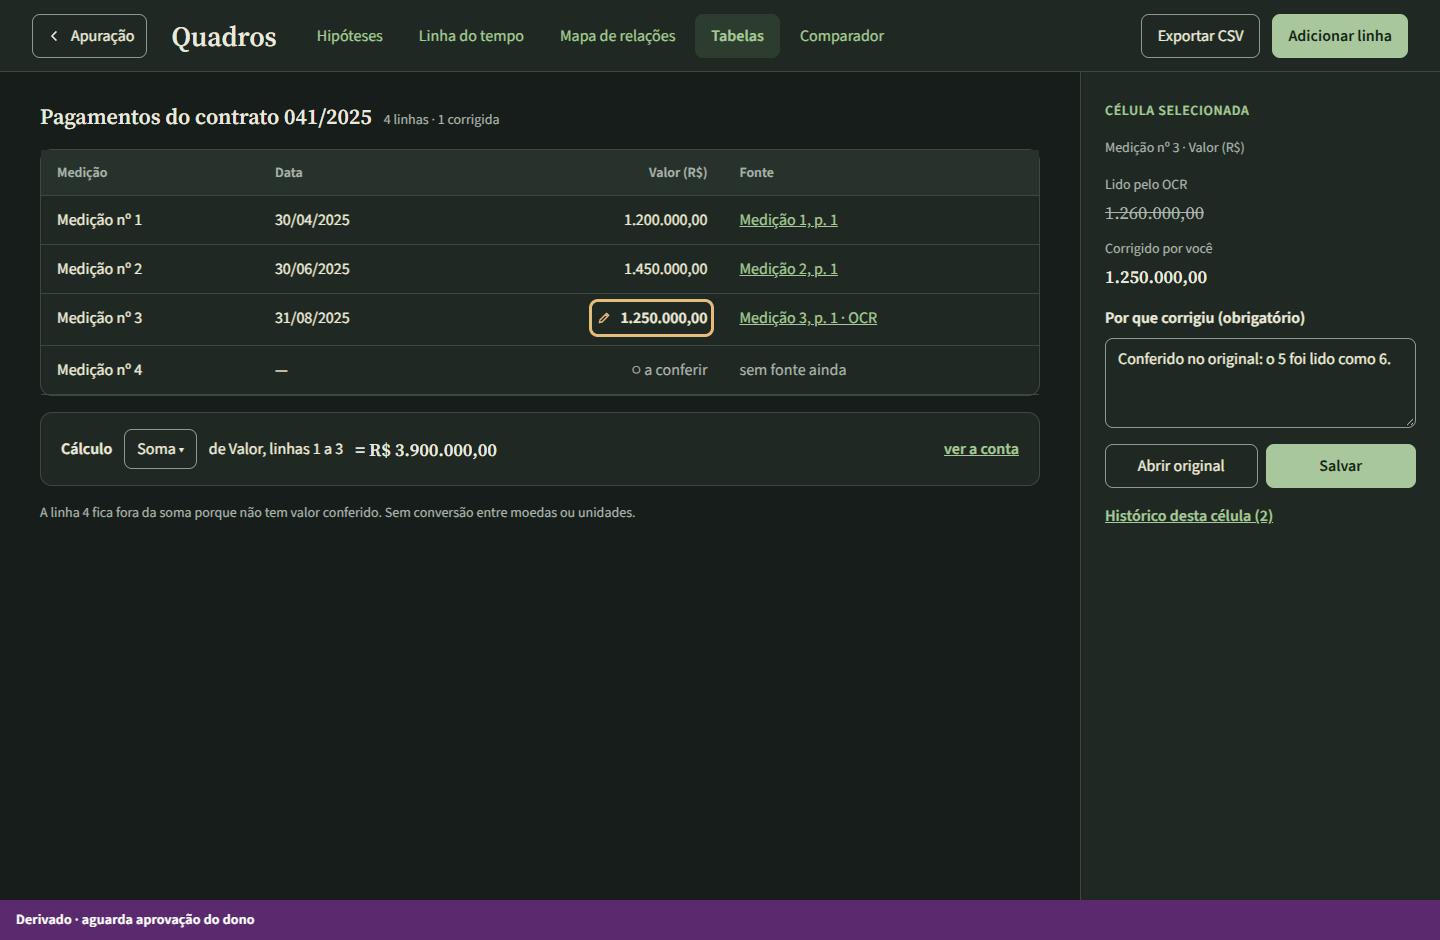 Apuração
Quadros
Hipóteses
Linha do tempo
Mapa de relações
Tabelas
Comparador
Exportar CSV
Adicionar linha
Pagamentos do contrato 041/2025
4 linhas · 1 corrigida
Medição Data Valor (R$) Fonte
Medição nº 1 30/04/2025 1.200.000,00 Medição 1, p. 1
Medição nº 2 30/06/2025 1.450.000,00 Medição 2, p. 1
Medição nº 3 31/08/2025 1.250.000,00 Medição 3, p. 1 · OCR
Medição nº 4 — a conferir sem fonte ainda
Cálculo Soma de Valor, linhas 1 a 3 = R$ 3.900.000,00 ver a conta
A linha 4 fica fora da soma porque não tem valor conferido. Sem conversão entre moedas ou unidades.
CÉLULA SELECIONADA
Medição nº 3 · Valor (R$)
Lido pelo OCR
1.260.000,00
Corrigido por você
1.250.000,00
Por que corrigiu (obrigatório)
Conferido no original: o 5 foi lido como 6.
Abrir original
Salvar
Histórico desta célula (2)
Derivado · aguarda aprovação do dono